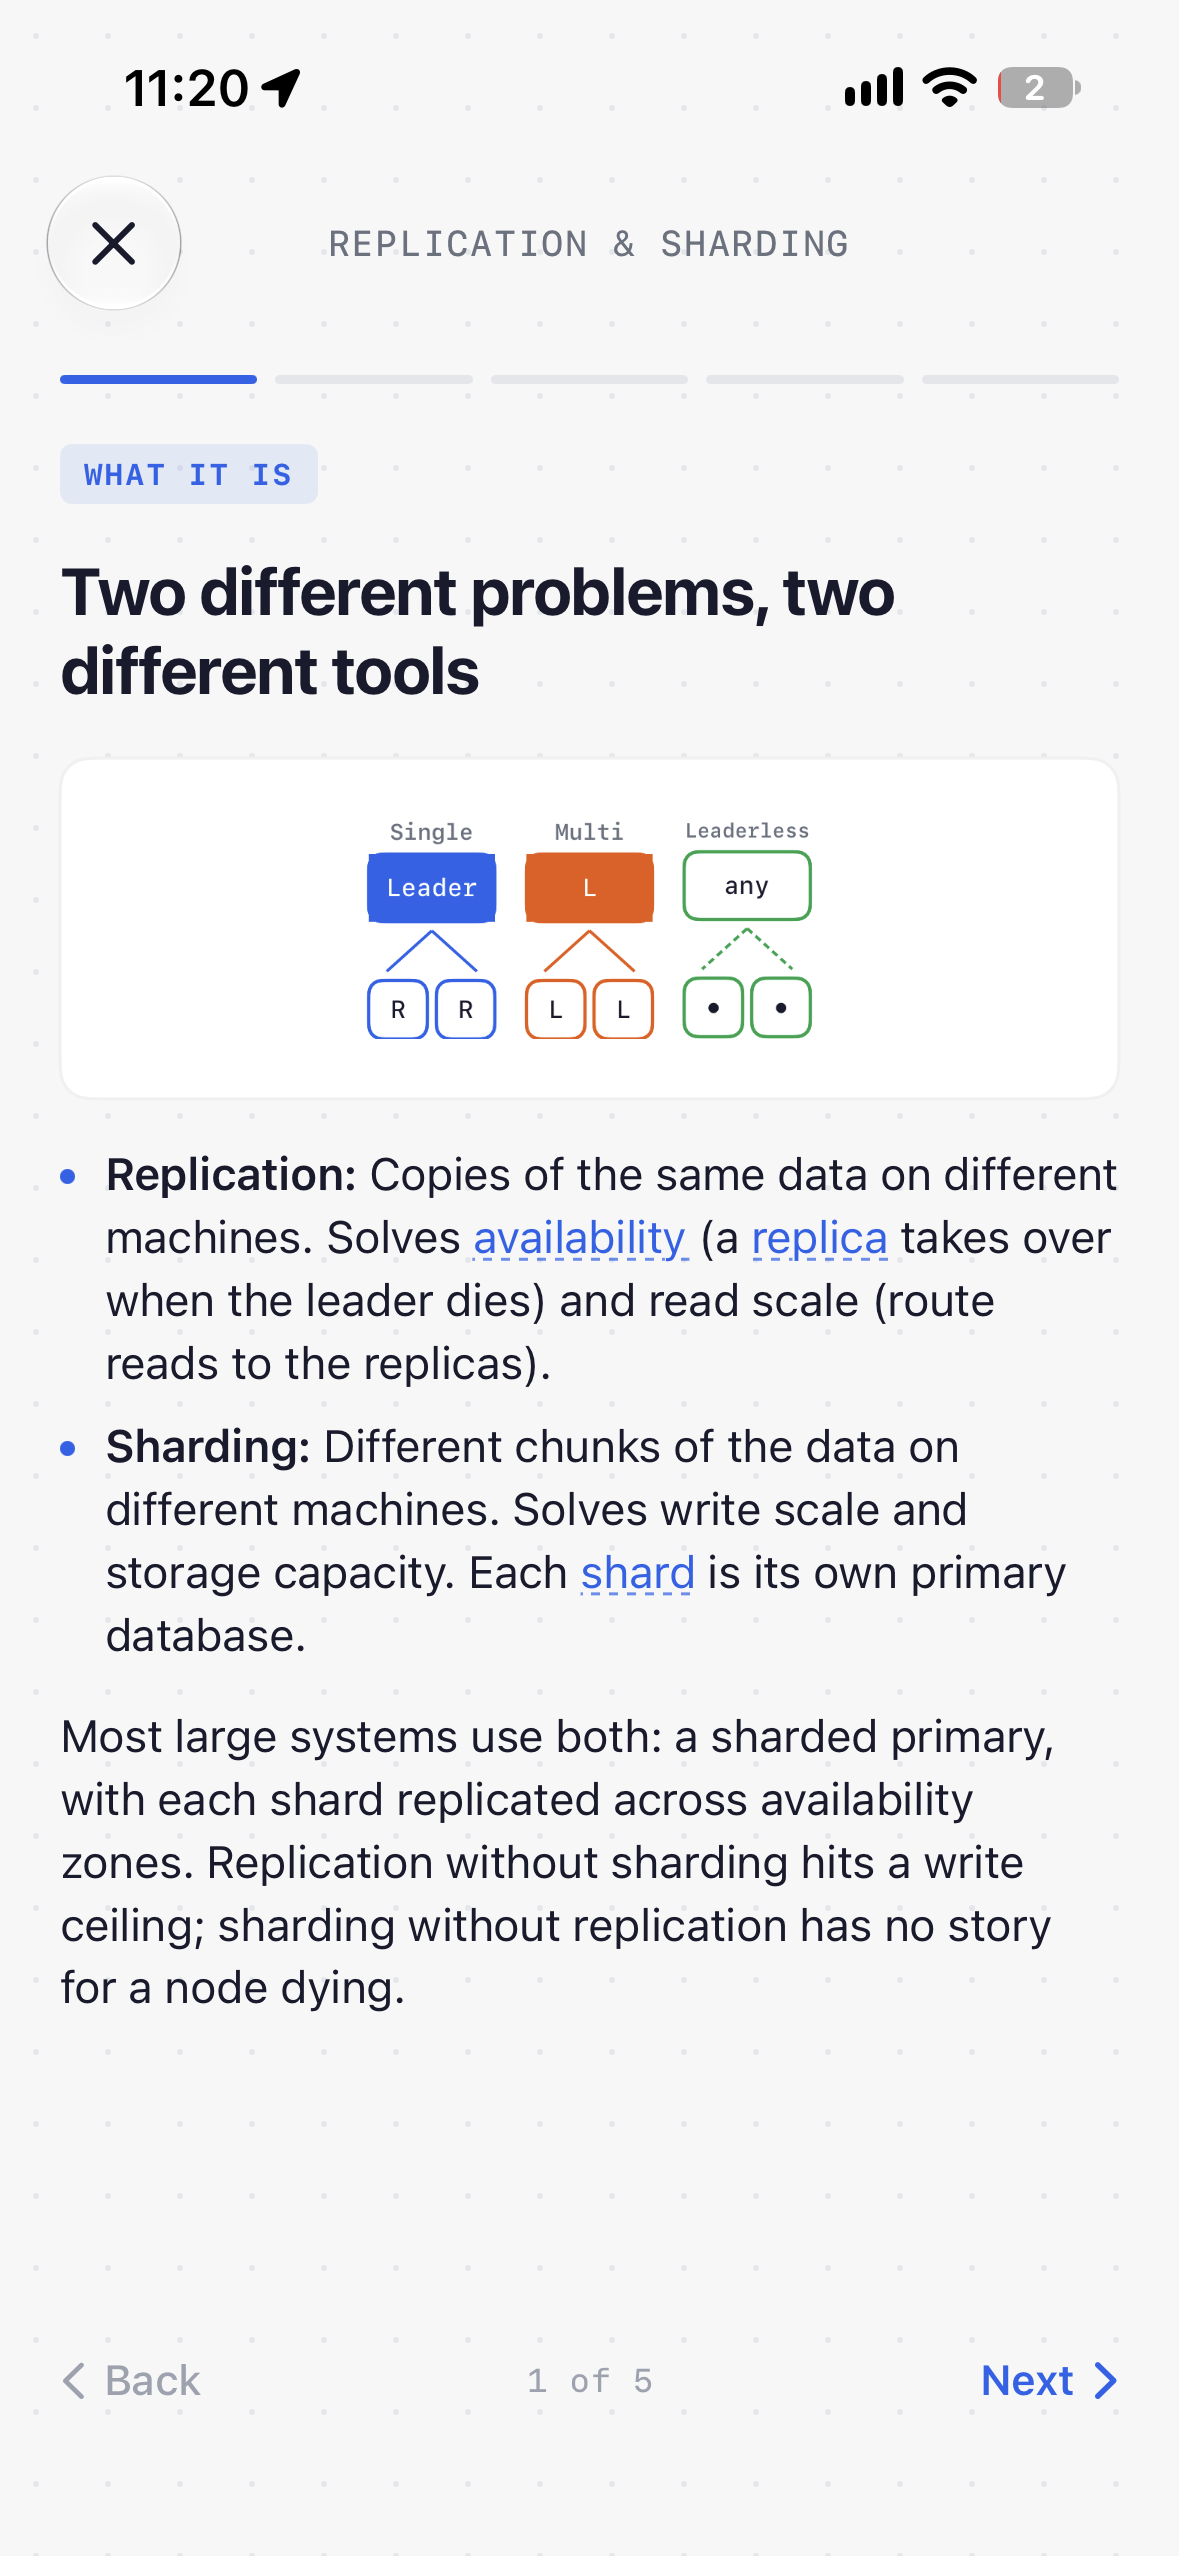 11:20
2
REPLICATION & SHARDING
WHAT IT IS
Two different problems, two
different tools
Single Multi Leaderless
Leader L any
R R L L
• Replication: Copies of the same data on different
machines. Solves availability (a replica takes over
when the leader dies) and read scale (route
reads to the replicas).
• Sharding: Different chunks of the data on
different machines. Solves write scale and
storage capacity. Each shard is its own primary
database.
Most large systems use both: a sharded primary,
with each shard replicated across availability
zones. Replication without sharding hits a write
ceiling; sharding without replication has no story
for a node dying.
Back 1 of 5 Next